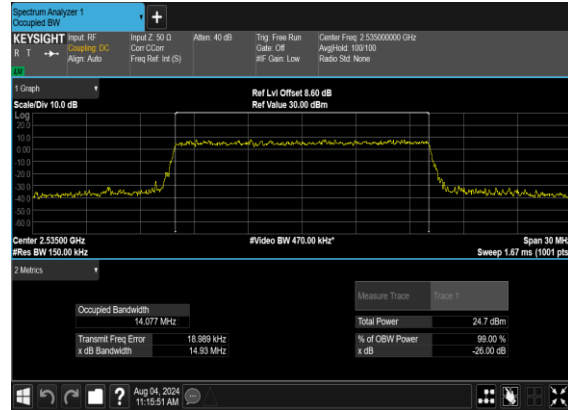 Spectrum Analyzer 1
Occupied BW
+
KEYSIGHT
R T
LXI
Input: RF
Coupling: DC
Align: Auto
Input Z: 50 Ω
Corr CCorr
Freq Ref: Int (S)
Atten: 40 dB
Trig: Free Run
Gate: Off
#IF Gain: Low
Center Freq: 2.535000000 GHz
Avg|Hold: 100/100
Radio Std: None
1 Graph
Scale/Div 10.0 dB
Ref Lvl Offset 8.60 dB
Ref Value 30.00 dBm
Log
20.0
10.0
0.00
-10.0
-20.0
-30.0
-40.0
-50.0
-60.0
Center 2.53500 GHz
#Res BW 150.00 kHz
#Video BW 470.00 kHz*
Span 30 MHz
Sweep 1.67 ms (1001 pts
2 Metrics
Measure Trace Trace 1
Occupied Bandwidth
14.077 MHz
Total Power 24.7 dBm
Transmit Freq Error 18.989 kHz
% of OBW Power 99.00 %
x dB Bandwidth 14.93 MHz
x dB -26.00 dB
?
Aug 04, 2024
11:15:51 AM